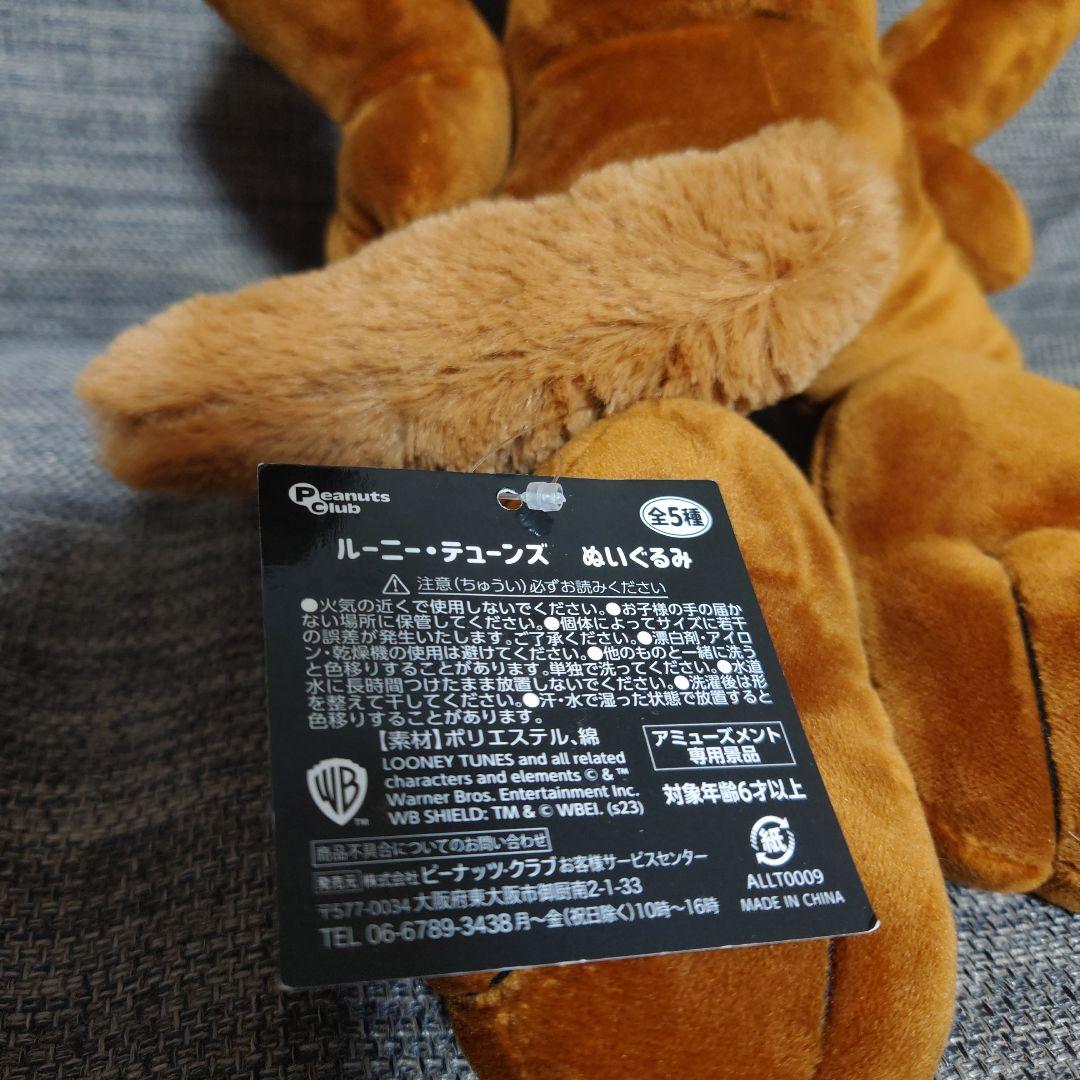 Peanuts Club
全5種
ルーニー・テューンズ ぬいぐるみ
注意(ちゅうい)必ずお読みください
●火気の近くで使用しないでください。●お子様の手の届か
ない場所に保管してください。●個体によってサイズに若干
の誤差が発生いたします。ご了承ください。●漂白剤・アイロ
ン・乾燥機の使用は避けてください。●他のものと一緒に洗う
と色移りすることがあります。単独で洗ってください。●水道
水に長時間つけたまま放置しないでください。●洗濯後は形
を整えて干してください。●汗・水で湿った状態で放置すると
色移りすることがあります。
【素材】ポリエステル、綿
アミューズメント
専用景品
対象年齢6才以上
WB
LOONEY TUNES and all related
characters and elements © & ™
Warner Bros. Entertainment Inc.
WB SHIELD: TM & © WBEI. (s23)
商品不具合についてのお問い合わせ
発売元 株式会社ピーナッツ・クラブお客様サービスセンター
〒577-0034 大阪府東大阪市御厨南2-1-33
TEL 06-6789-3438 月～金(祝日除く)10時～16時
紙
ALLT0009
MADE IN CHINA